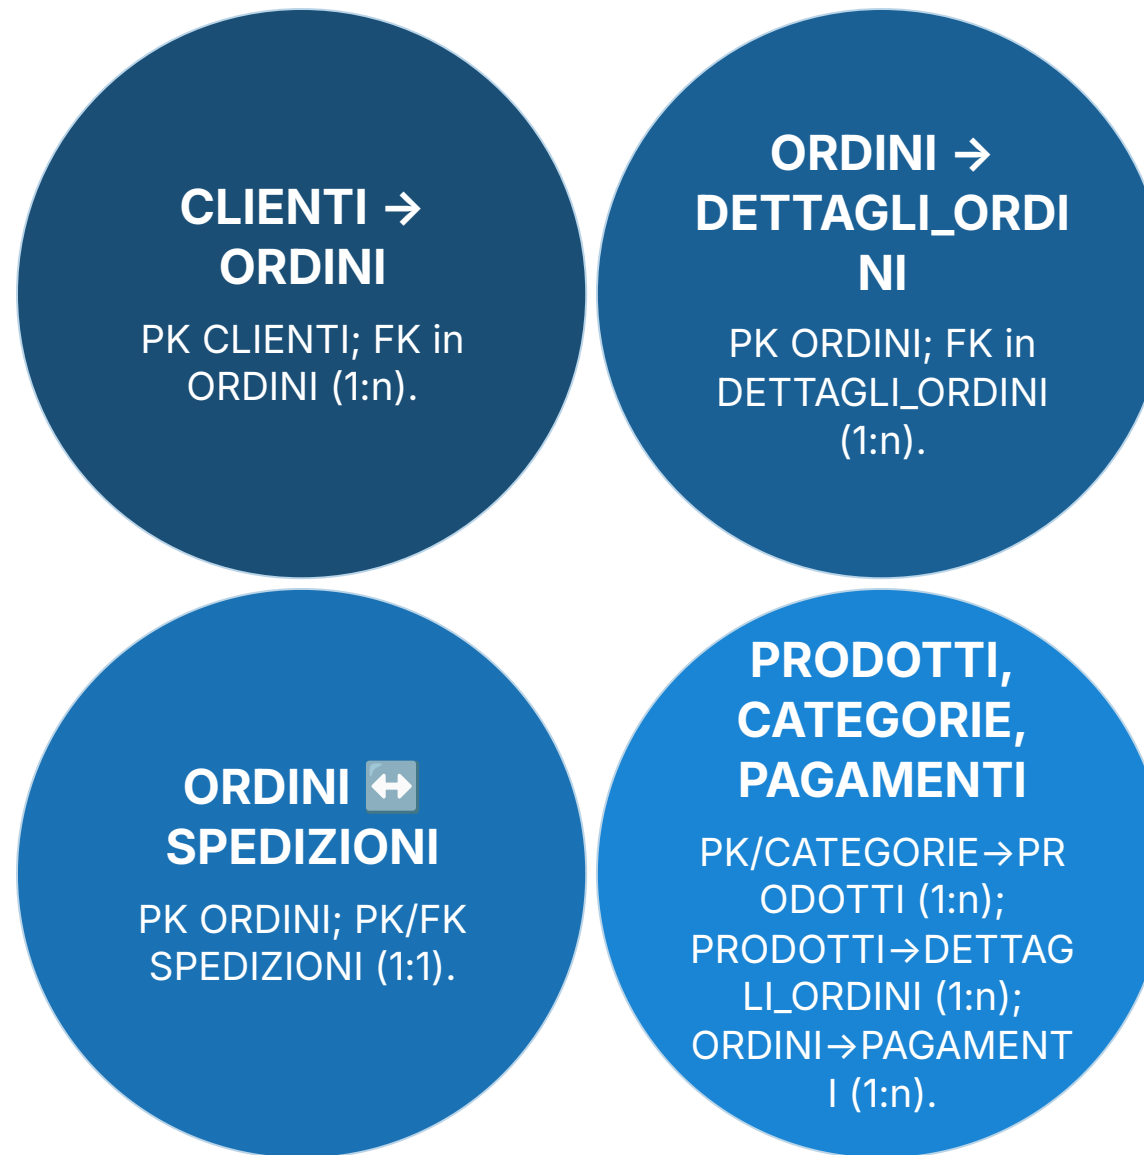 CLIENTI →
ORDINI
PK CLIENTI; FK in
ORDINI (1:n).
ORDINI →
DETTAGLI_ORDI
NI
PK ORDINI; FK in
DETTAGLI_ORDINI
(1:n).
ORDINI ↔️
SPEDIZIONI
PK ORDINI; PK/FK
SPEDIZIONI (1:1).
PRODOTTI,
CATEGORIE,
PAGAMENTI
PK/CATEGORIE→PR
ODOTTI (1:n);
PRODOTTI→DETTAG
LI_ORDINI (1:n);
ORDINI→PAGAMENT
I (1:n).